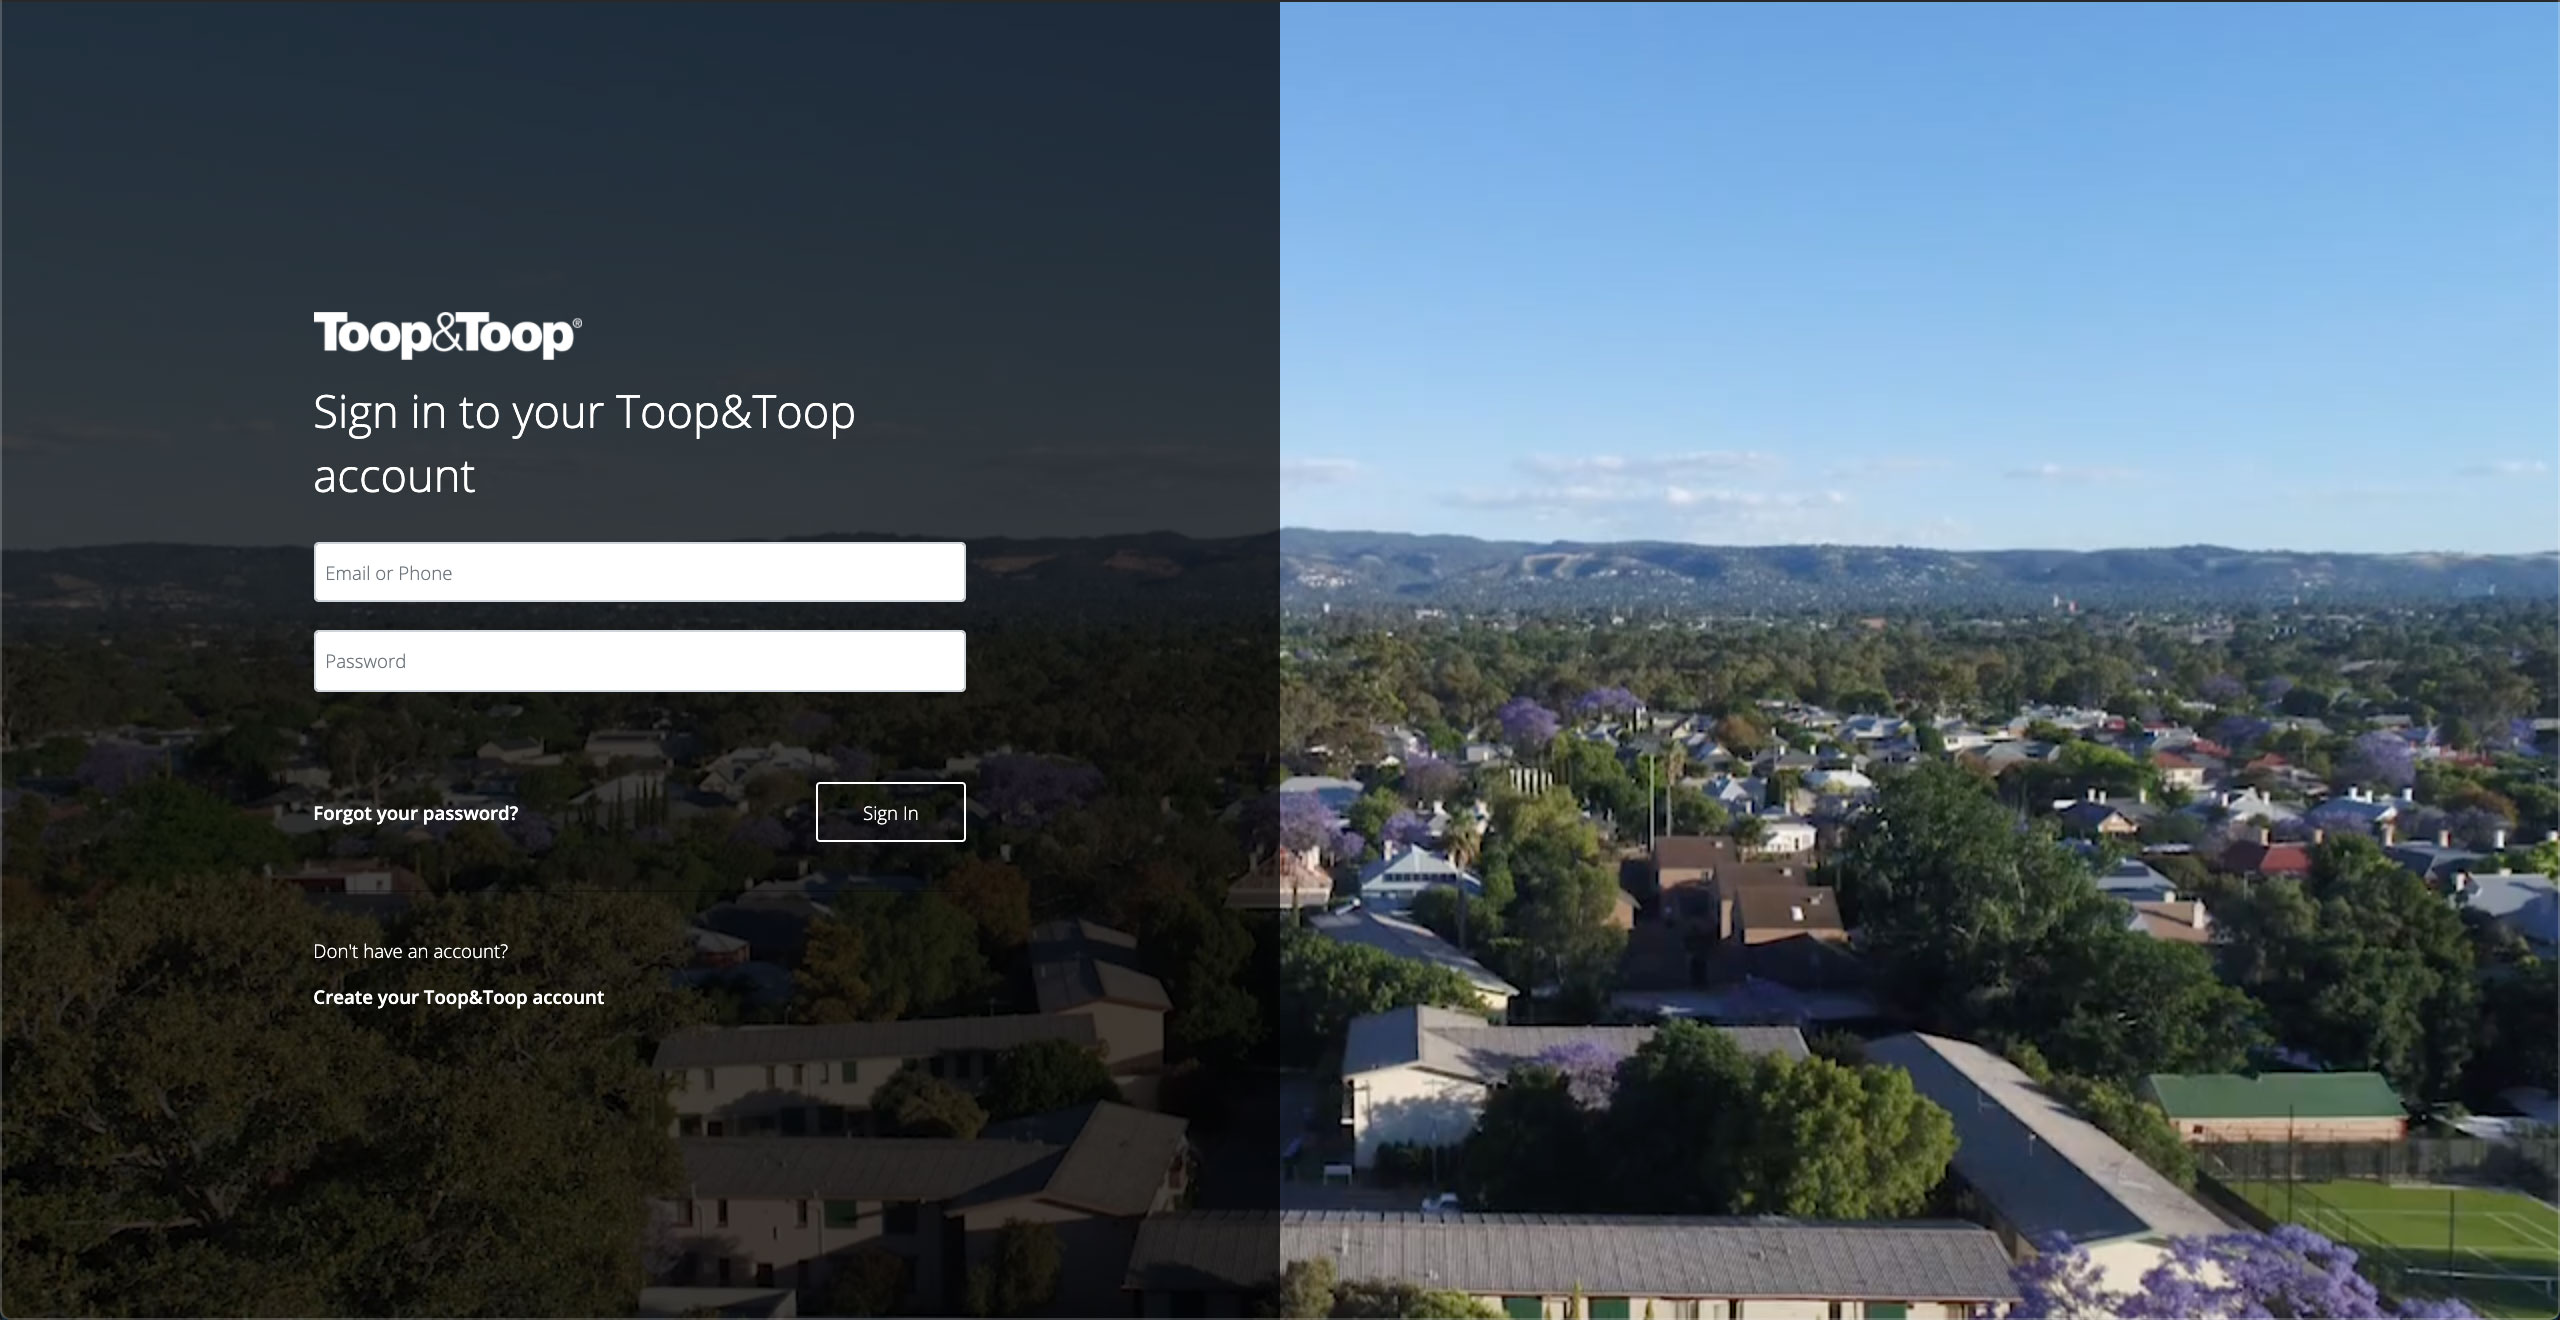 Toop&Toop®
Sign in to your Toop&Toop
account
Email or Phone
Password
Forgot your password?
Sign In
Don't have an account?
Create your Toop&Toop account